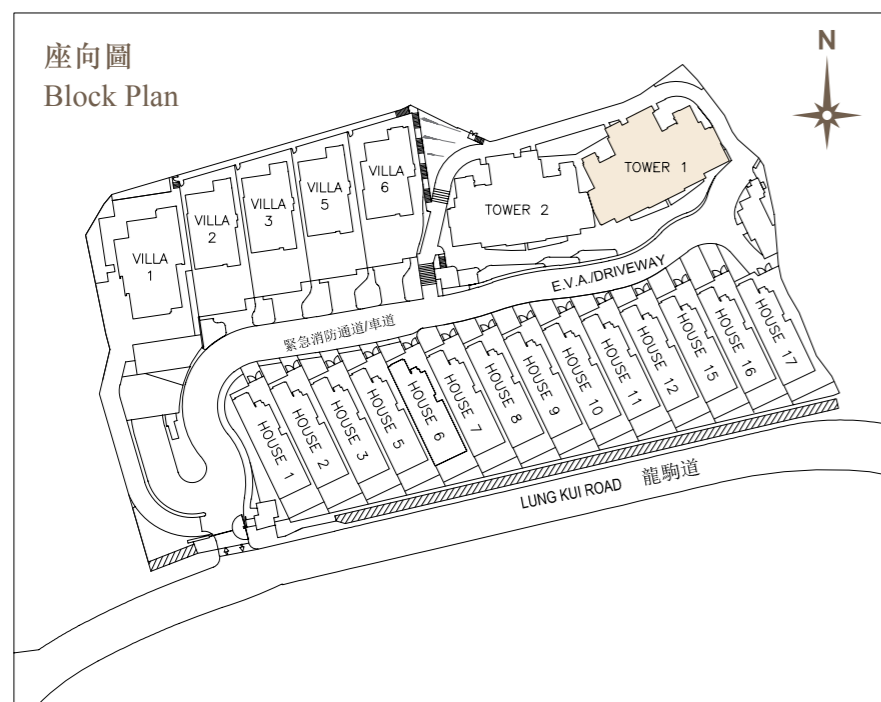 座向圖
Block Plan
N
TOWER 1
TOWER 2
VILLA
6
VILLA
5
VILLA
3
VILLA
2
VILLA
1
E.V.A./DRIVEWAY
緊急消防通道/車道
HOUSE 1
HOUSE 2
HOUSE 3
HOUSE 5
HOUSE 6
HOUSE 7
HOUSE 8
HOUSE 9
HOUSE 10
HOUSE 11
HOUSE 12
HOUSE 15
HOUSE 16
HOUSE 17
LUNG KUI ROAD 龍駒道